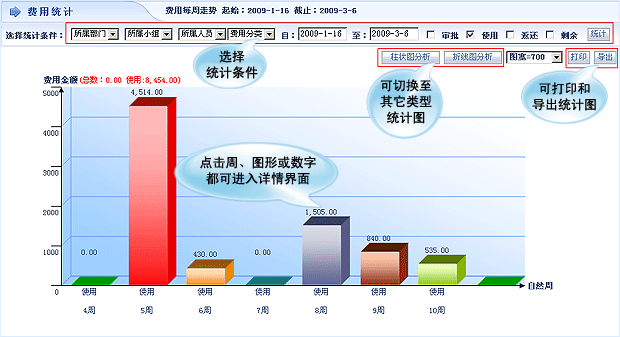 费用统计
费用每周走势 起始：2009-1-16 截止：2009-3-6
选择统计条件： 所属部门 所属小组 所属人员 费用分类 自：2009-1-16 至：2009-3-6 审批 使用 返还 剩余 统计
选择
统计条件
柱状图分析 折线图分析 图宽=700 打印 导出
可切换至
其它类型
统计图
可打印和
导出统计图
费用金额(总数：0.00 使用:8,454.00)
5000
4,514.00
4000
3000
点击周、图形或数字
都可进入详情界面
2000
1,505.00
1000
0.00 430.00 0.00 840.00 535.00
0
自然周
使用 使用 使用 使用 使用 使用 使用
4周 5周 6周 7周 8周 9周 10周